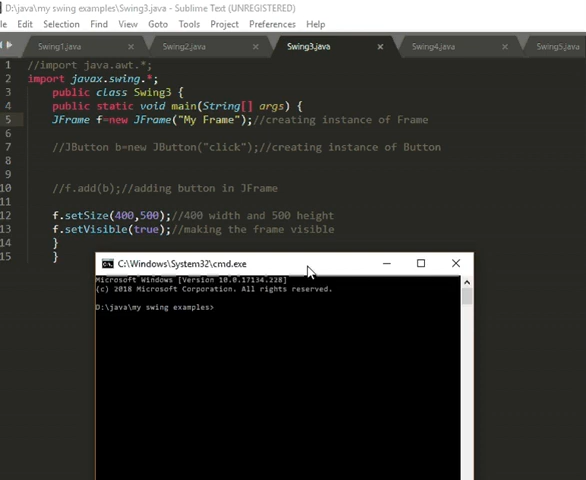 D:\java\my swing examples\Swing3.java - Sublime Text (UNREGISTERED)
Edit Selection Find View Goto Tools Project Preferences Help
Swing1.java × Swing2.java × Swing3.java × Swing4.java × Swing5.java
1 //import java.awt.*;
2 import javax.swing.*;
3 public class Swing3 {
4 public static void main(String[] args) {
5 JFrame f=new JFrame("My Frame");//creating instance of Frame
6
7 //JButton b=new JButton("click");//creating instance of Button
8
9
10 //f.add(b);//adding button in JFrame
11
12 f.setSize(400,500);//400 width and 500 height
13 f.setVisible(true);//making the frame visible
14 }
15 }
C:\Windows\System32\cmd.exe
Microsoft Windows [Version 10.0.17134.228]
(c) 2018 Microsoft Corporation. All rights reserved.
D:\java\my swing examples>